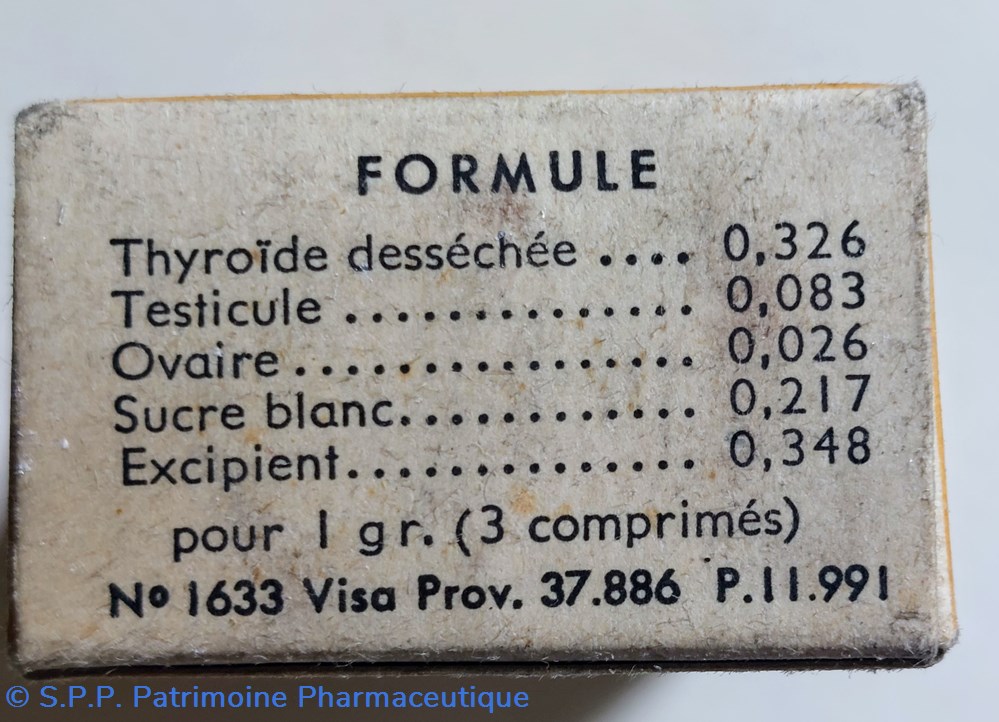 FORMULE
Thyroïde desséchée .... 0,326
Testicule .............. 0,083
Ovaire ................ 0,026
Sucre blanc............ 0,217
Excipient.............. 0,348
pour 1 gr. (3 comprimés)
Nº 1633 Visa Prov. 37.886 P.11.991
© S.P.P. Patrimoine Pharmaceutique